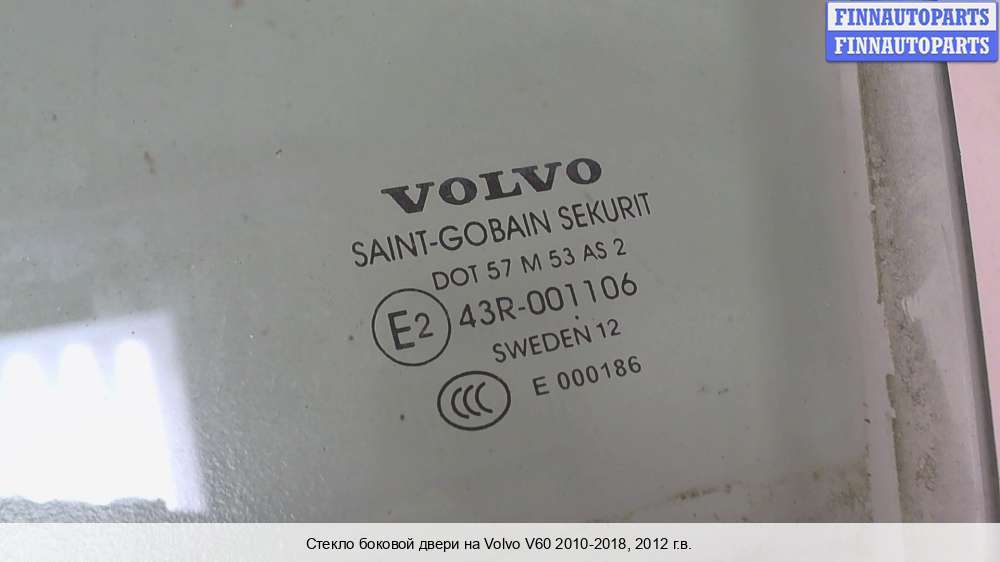 FINNAUTOPARTS
FINNAUTOPARTS
VOLVO
SAINT-GOBAIN SEKURIT
DOT 57 M 53 AS 2
E2 43R-001106
SWEDEN 12
CCC E 000186
Стекло боковой двери на Volvo V60 2010-2018, 2012 г.в.